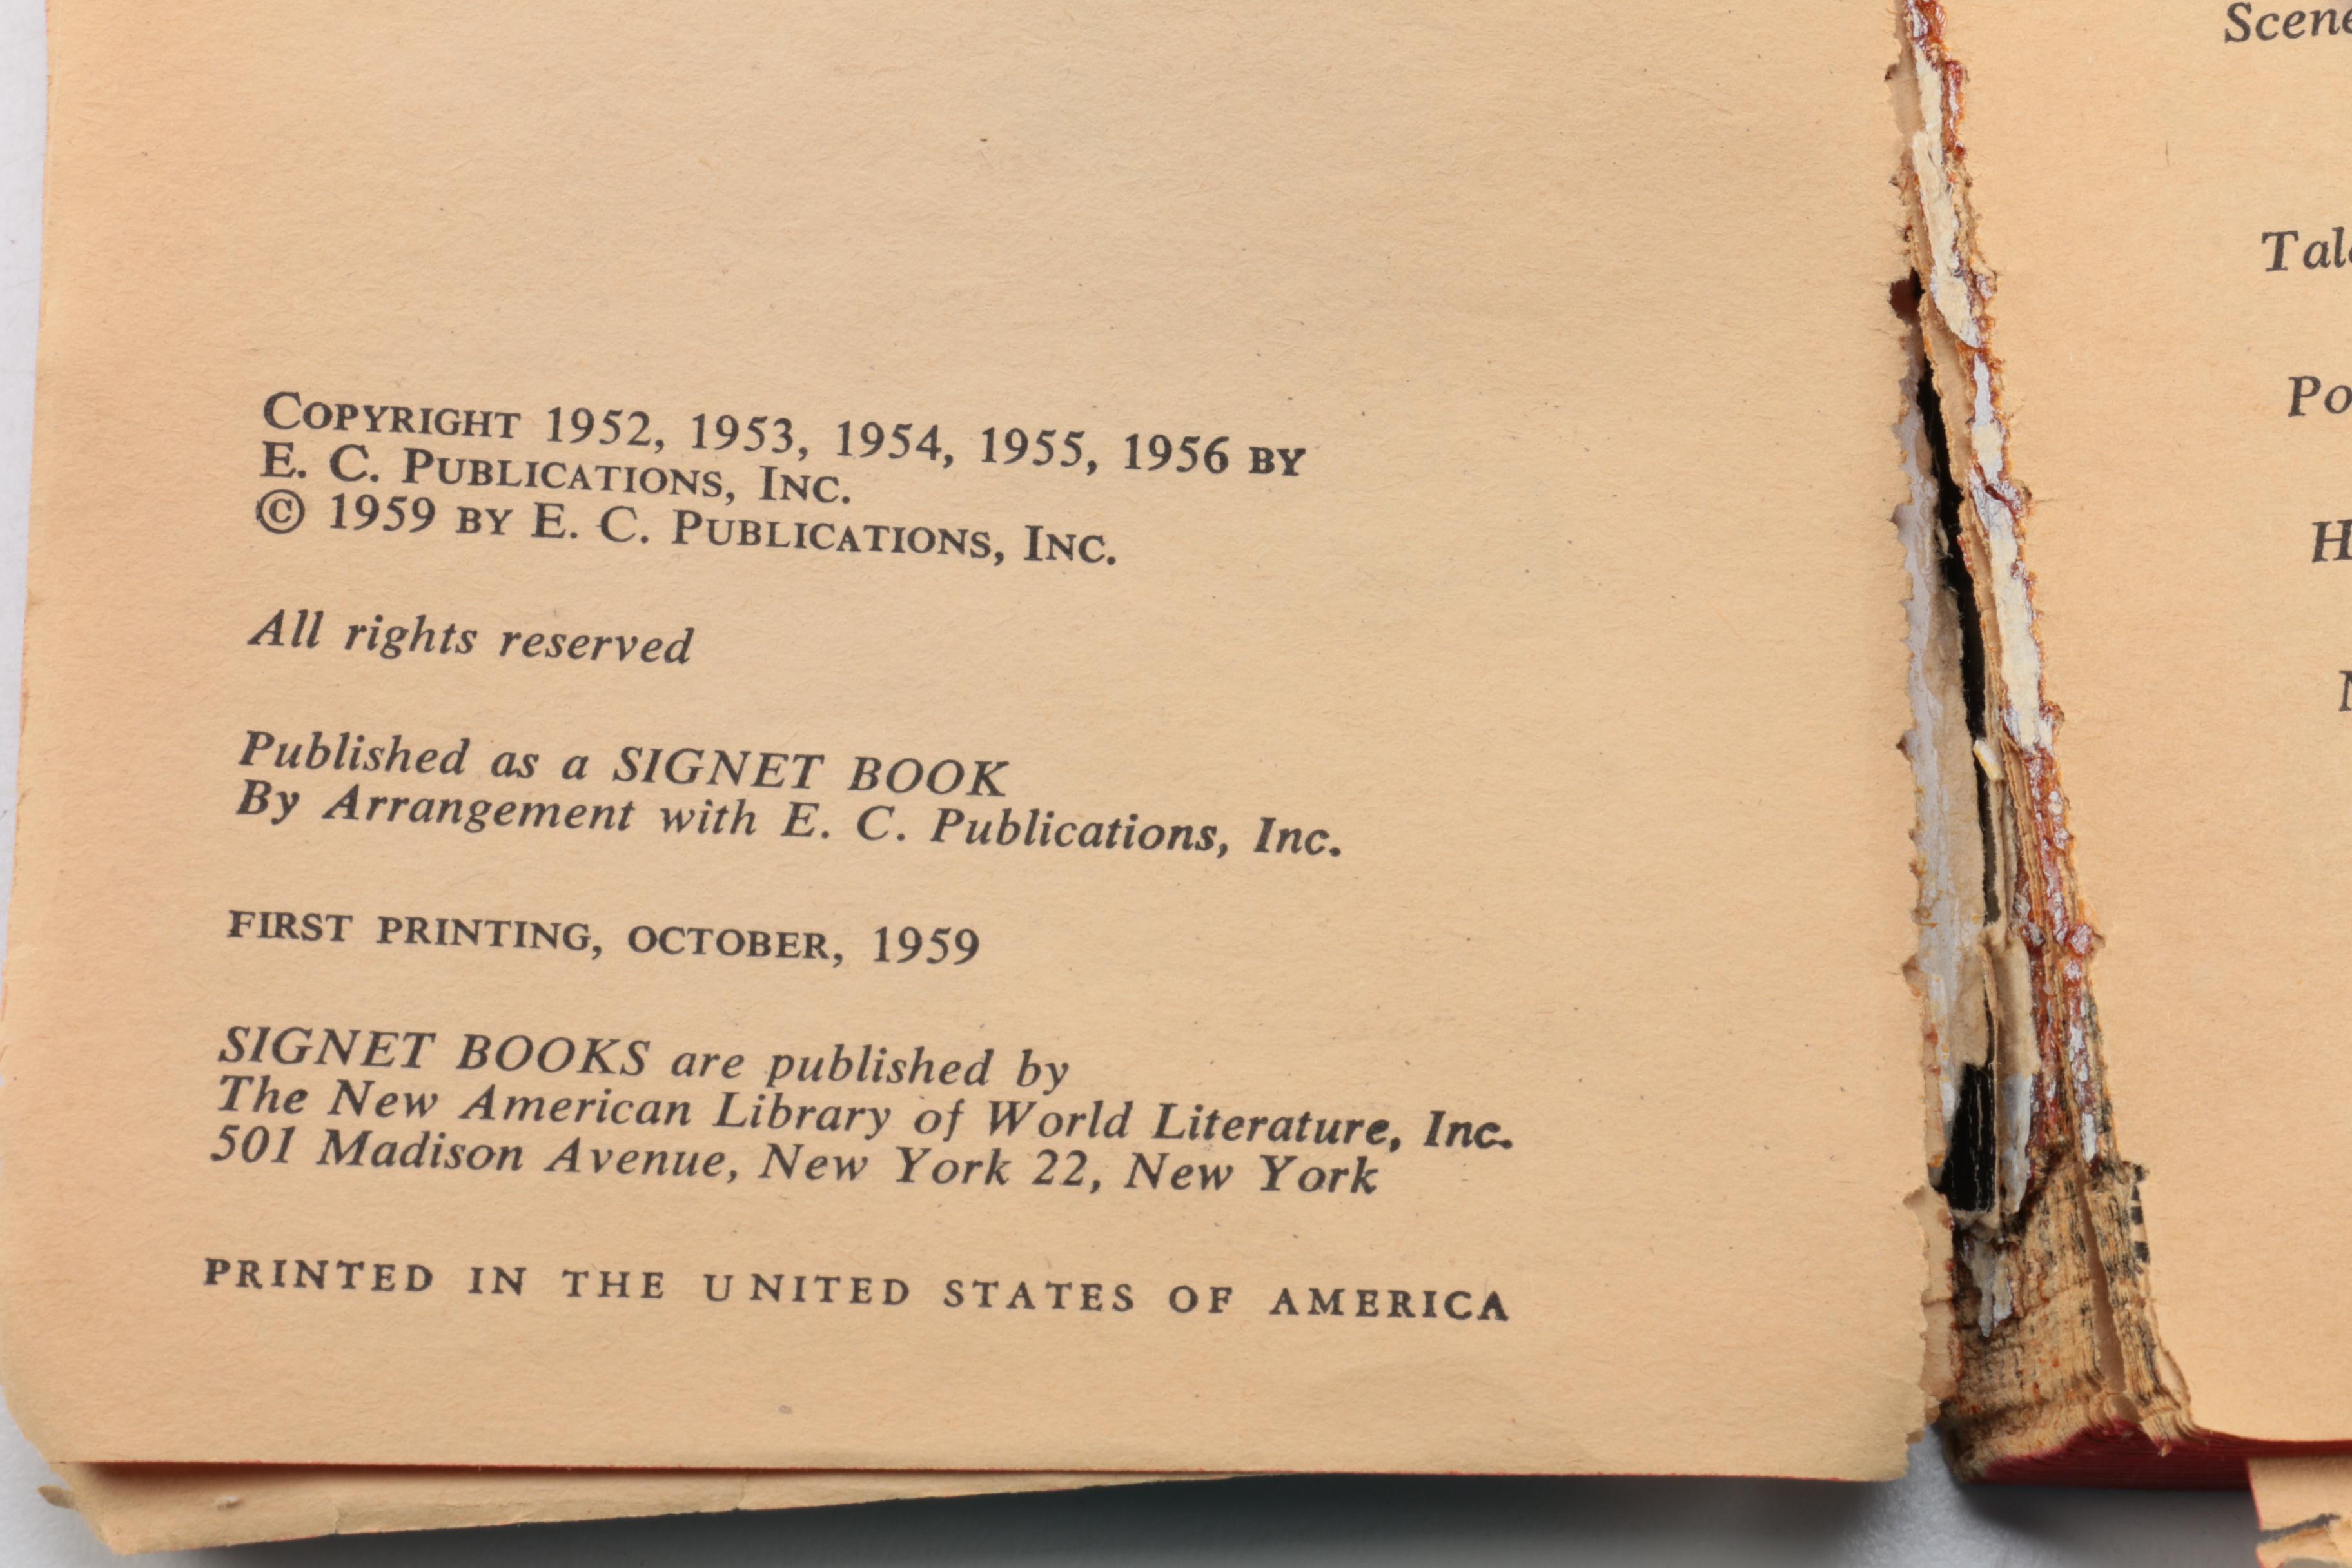 COPYRIGHT 1952, 1953, 1954, 1955, 1956 BY
E. C. PUBLICATIONS, INC.
© 1959 BY E. C. PUBLICATIONS, INC.
All rights reserved
Published as a SIGNET BOOK
By Arrangement with E. C. Publications, Inc.
FIRST PRINTING, OCTOBER, 1959
SIGNET BOOKS are published by
The New American Library of World Literature, Inc.
501 Madison Avenue, New York 22, New York
PRINTED IN THE UNITED STATES OF AMERICA